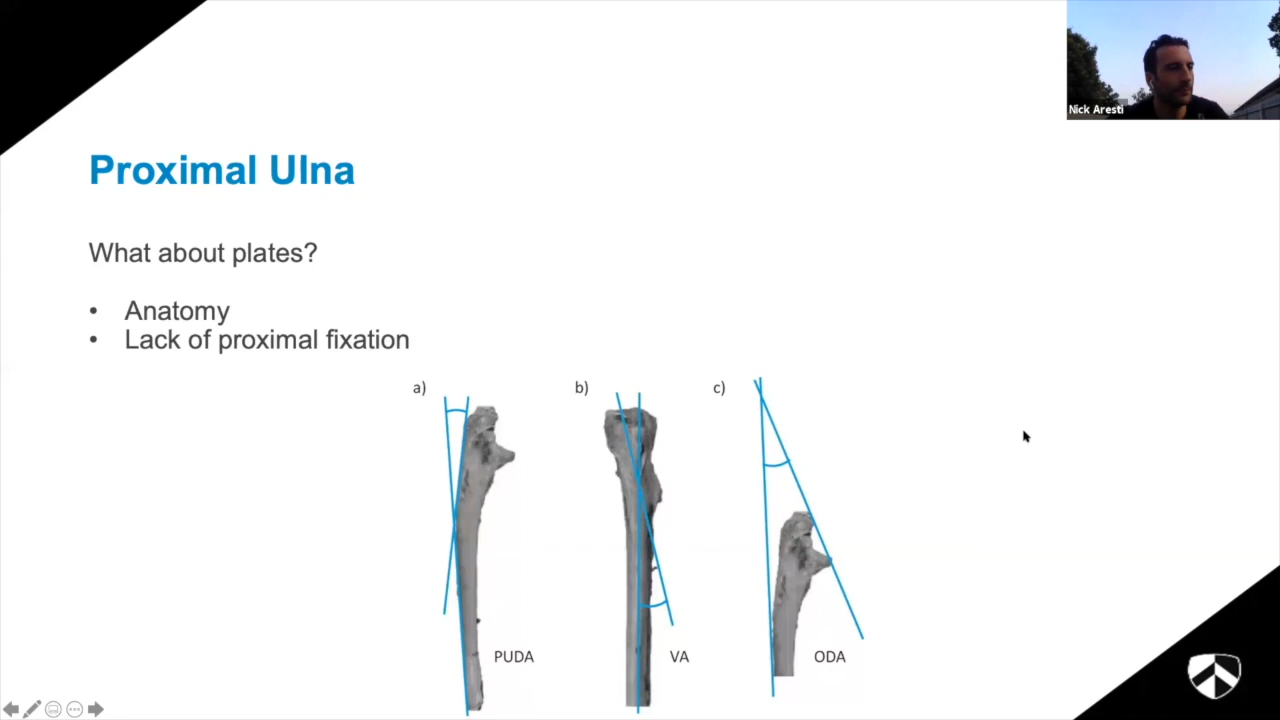 Nick Aresti
Proximal Ulna
What about plates?
• Anatomy
• Lack of proximal fixation
a)
b)
c)
PUDA
VA
ODA